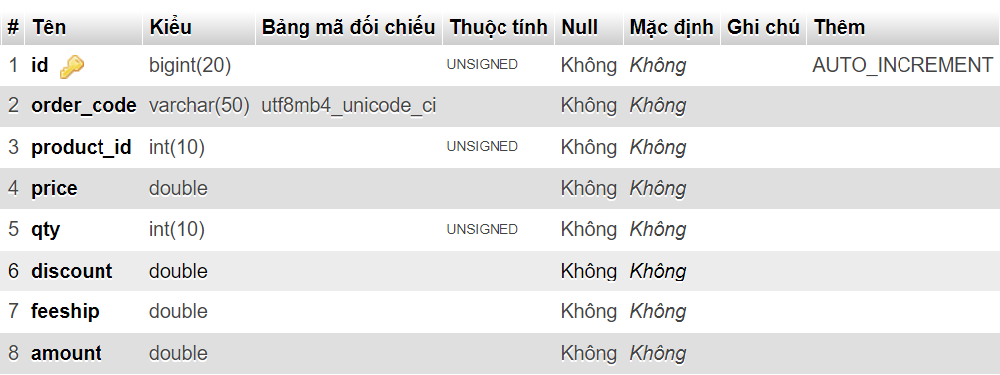 # Tên Kiểu Bảng mã đối chiếu Thuộc tính Null Mặc định Ghi chú Thêm
1 id bigint(20) UNSIGNED Không Không AUTO_INCREMENT
2 order_code varchar(50) utf8mb4_unicode_ci Không Không
3 product_id int(10) UNSIGNED Không Không
4 price double Không Không
5 qty int(10) UNSIGNED Không Không
6 discount double Không Không
7 feeship double Không Không
8 amount double Không Không